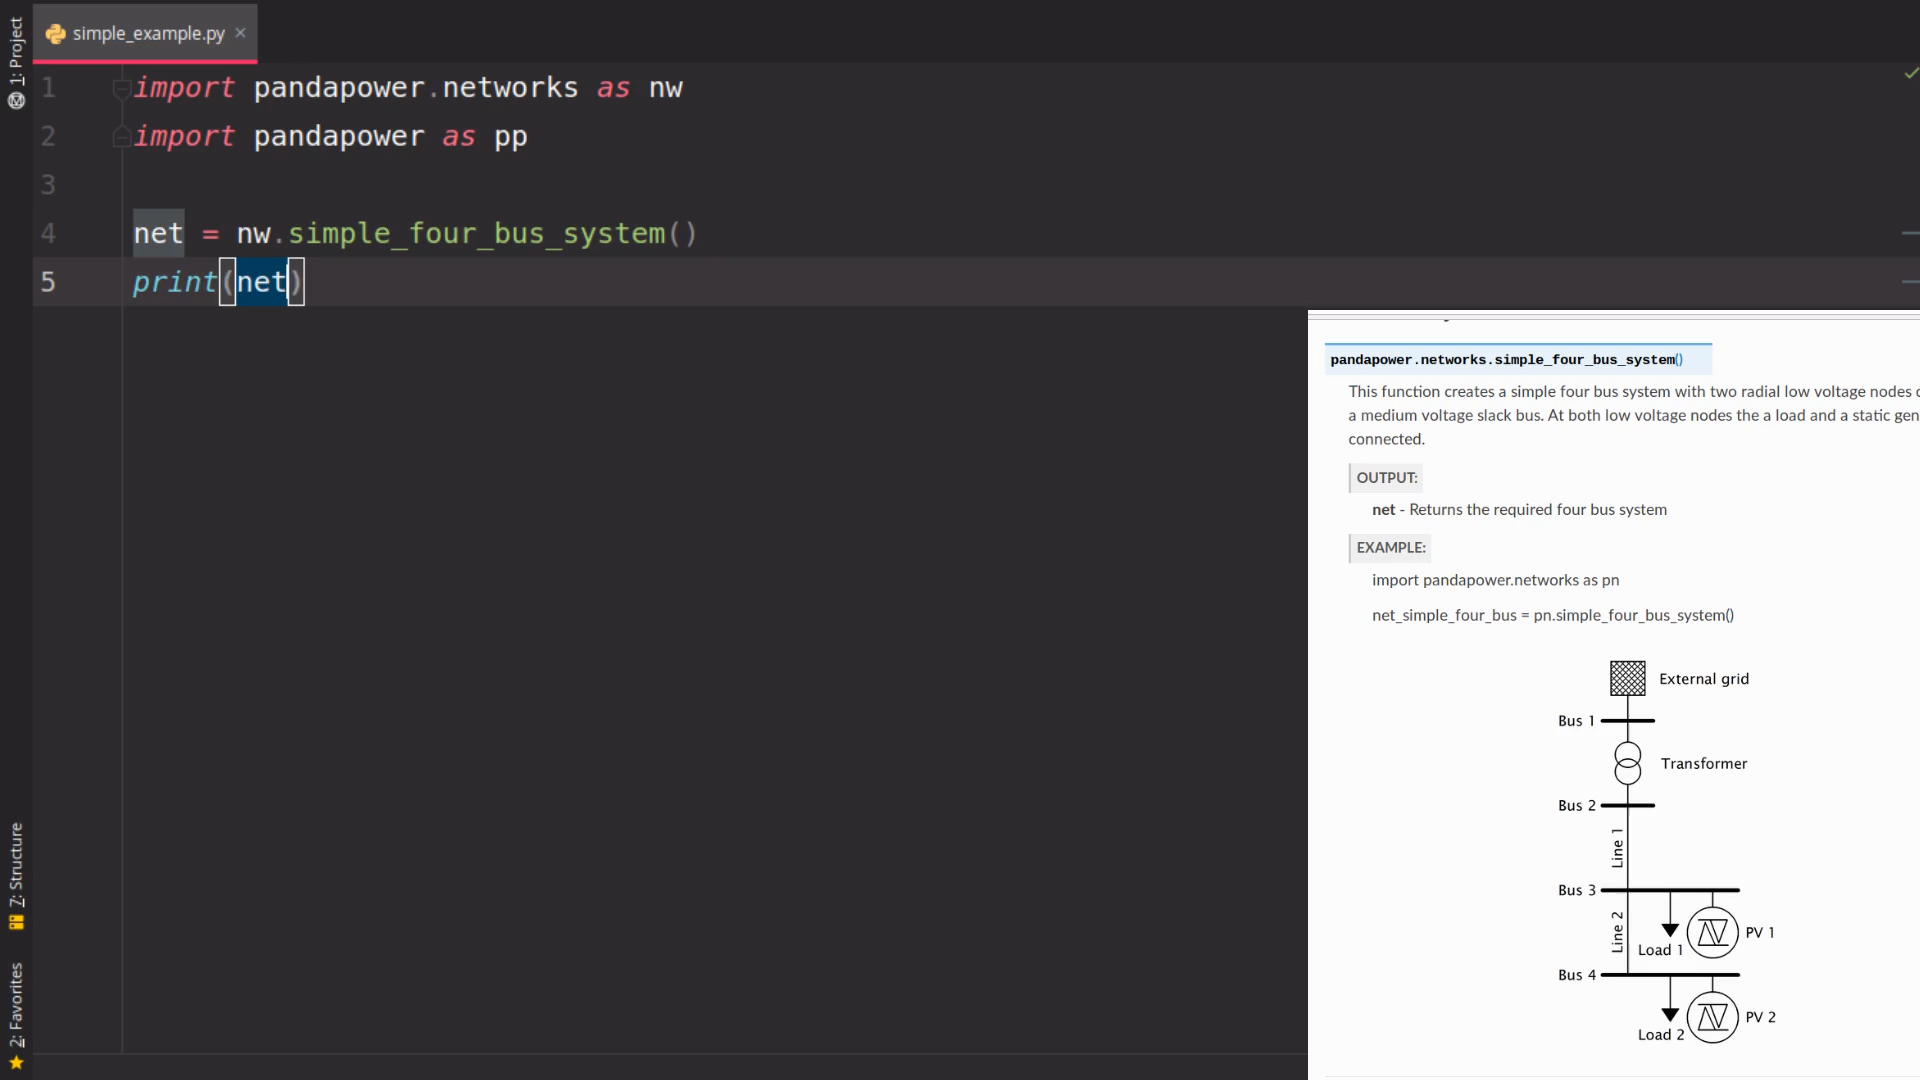 1: Project
simple_example.py ×
1 import pandapower.networks as nw
2 import pandapower as pp
3
4 net = nw.simple_four_bus_system()
5 print(net)
pandapower.networks.simple_four_bus_system()
This function creates a simple four bus system with two radial low voltage nodes
a medium voltage slack bus. At both low voltage nodes the a load and a static gen
connected.
OUTPUT:
net - Returns the required four bus system
EXAMPLE:
import pandapower.networks as pn
net_simple_four_bus = pn.simple_four_bus_system()
External grid
Bus 1
Transformer
Bus 2
Line 1
Bus 3
Line 2
Load 1
PV 1
Bus 4
Load 2
PV 2
7: Structure
2: Favorites